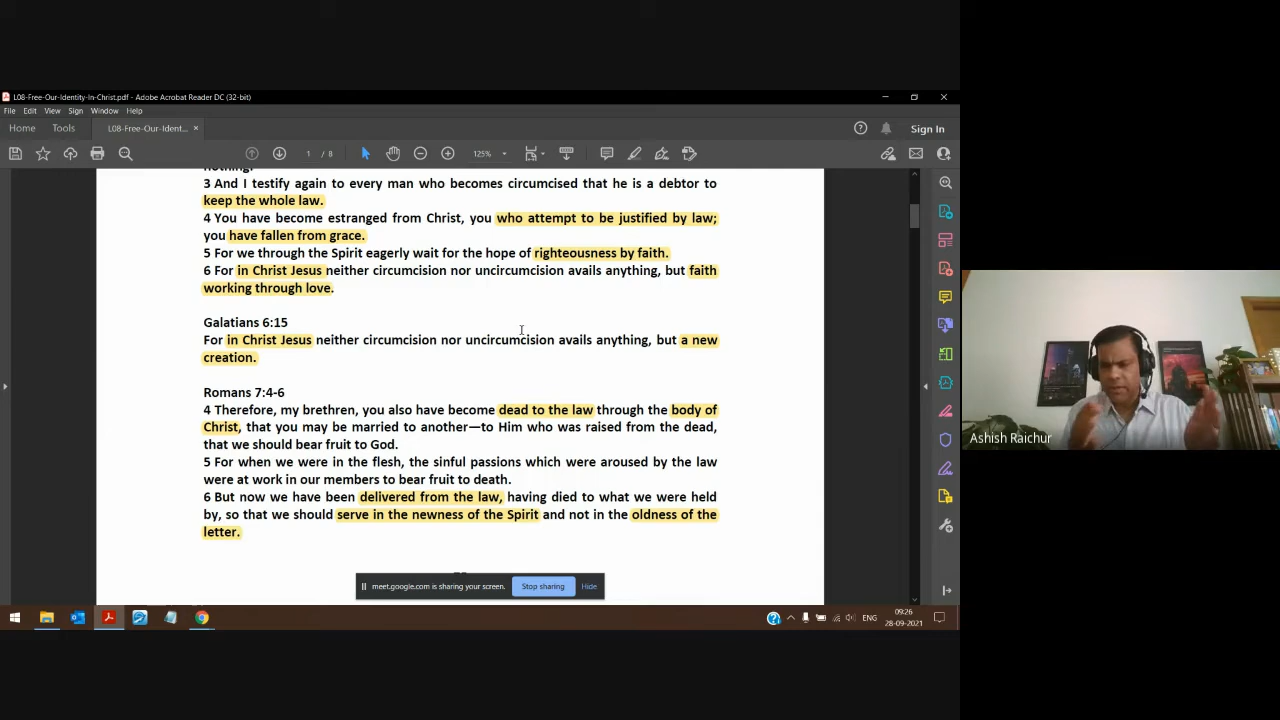 L08-Free-Our-Identity-In-Christ.pdf - Adobe Acrobat Reader DC (32-bit)
File Edit View Sign Window Help
Home Tools L08-Free-Our-Identit... × Sign In
1 / 8 125%
nothing.
3 And I testify again to every man who becomes circumcised that he is a debtor to
keep the whole law.
4 You have become estranged from Christ, you who attempt to be justified by law;
you have fallen from grace.
5 For we through the Spirit eagerly wait for the hope of righteousness by faith.
6 For in Christ Jesus neither circumcision nor uncircumcision avails anything, but faith
working through love.
Galatians 6:15
For in Christ Jesus neither circumcision nor uncircumcision avails anything, but a new
creation.
Romans 7:4-6
4 Therefore, my brethren, you also have become dead to the law through the body of
Christ, that you may be married to another—to Him who was raised from the dead,
that we should bear fruit to God.
5 For when we were in the flesh, the sinful passions which were aroused by the law
were at work in our members to bear fruit to death.
6 But now we have been delivered from the law, having died to what we were held
by, so that we should serve in the newness of the Spirit and not in the oldness of the
letter.
meet.google.com is sharing your screen. Stop sharing Hide
ENG 09:26
28-09-2021
Ashish Raichur